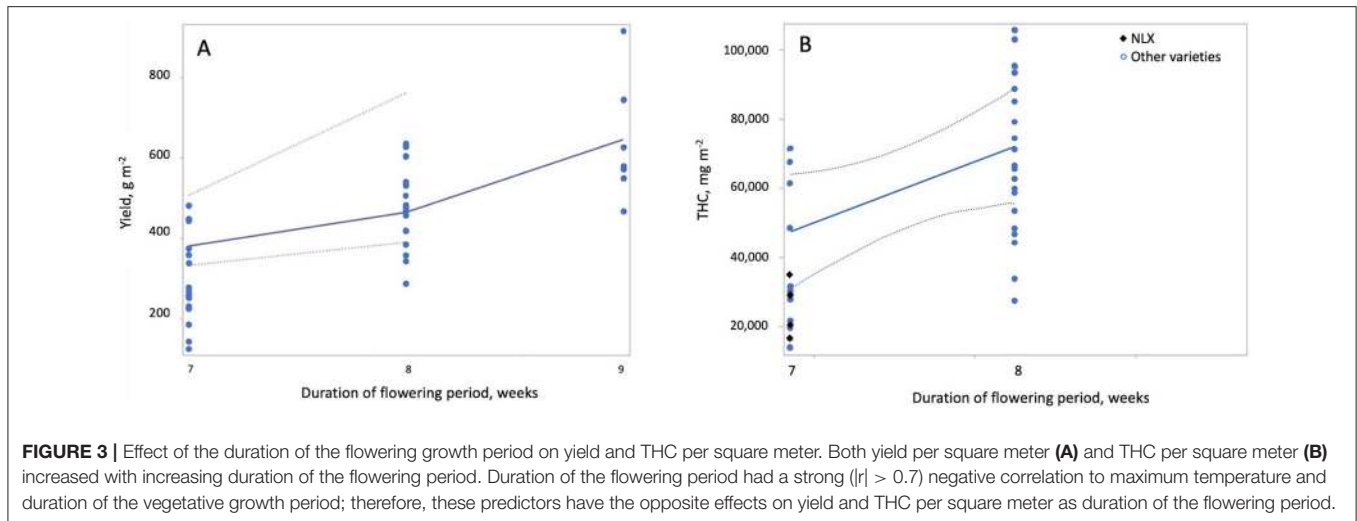 A
800
600
400
200
Yield, g m⁻²
7 8 9
Duration of flowering period, weeks
B
◆ NLX
○ Other varieties
100,000
80,000
60,000
40,000
20,000
THC, mg m⁻²
7 8
Duration of flowering period, weeks
FIGURE 3 | Effect of the duration of the flowering growth period on yield and THC per square meter. Both yield per square meter (A) and THC per square meter (B)
increased with increasing duration of the flowering period. Duration of the flowering period had a strong (|r| > 0.7) negative correlation to maximum temperature and
duration of the vegetative growth period; therefore, these predictors have the opposite effects on yield and THC per square meter as duration of the flowering period.